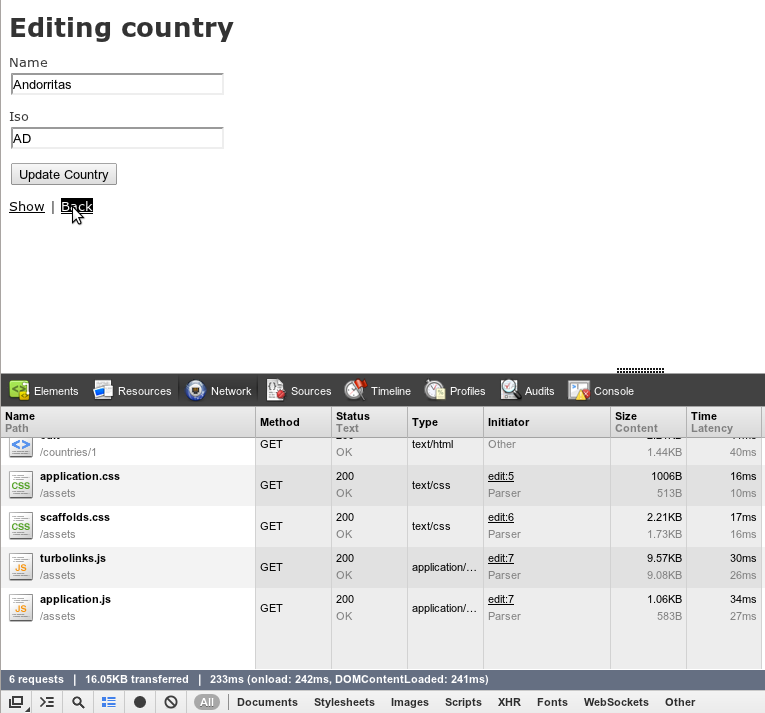 Editing country
Name
Andorritas
Iso
AD
Update Country
Show | Back
Elements Resources Network Sources Timeline Profiles Audits Console
Name Method Status Type Initiator Size Time
Path Text Content Latency
GET text/html Other
/countries/1 OK 1.44KB 40ms
application.css 200 edit:5 1006B 16ms
GET text/css
/assets OK Parser 513B 10ms
scaffolds.css 200 edit:6 2.21KB 17ms
GET text/css
/assets OK Parser 1.73KB 16ms
turbolinks.js 200 edit:7 9.57KB 30ms
GET application/...
/assets OK Parser 9.08KB 26ms
application.js 200 edit:7 1.06KB 34ms
GET application/...
/assets OK Parser 583B 27ms
6 requests | 16.05KB transferred | 233ms (onload: 242ms, DOMContentLoaded: 241ms)
All Documents Stylesheets Images Scripts XHR Fonts WebSockets Other